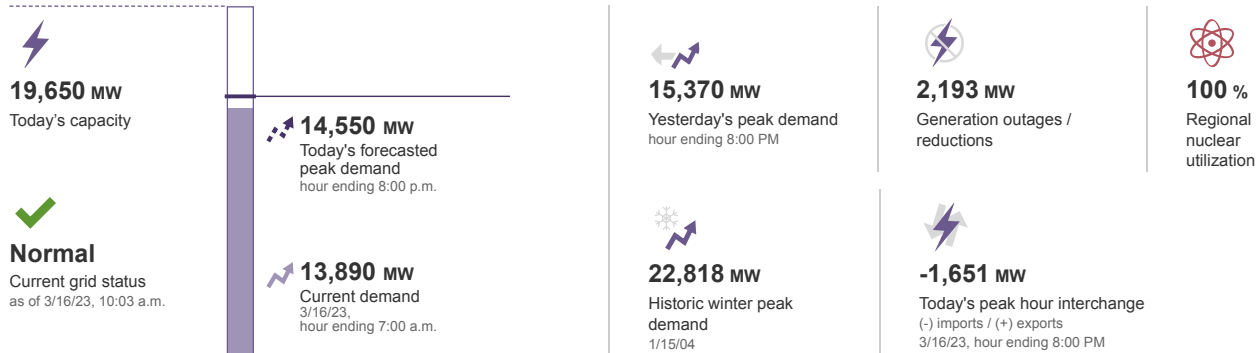 19,650 MW
Today's capacity
Normal
Current grid status
as of 3/16/23, 10:03 a.m.
14,550 MW
Today's forecasted
peak demand
hour ending 8:00 p.m.
13,890 MW
Current demand
3/16/23,
hour ending 7:00 a.m.
15,370 MW
Yesterday's peak demand
hour ending 8:00 PM
2,193 MW
Generation outages /
reductions
100 %
Regional
nuclear
utilization
22,818 MW
Historic winter peak
demand
1/15/04
-1,651 MW
Today's peak hour interchange
(-) imports / (+) exports
3/16/23, hour ending 8:00 PM